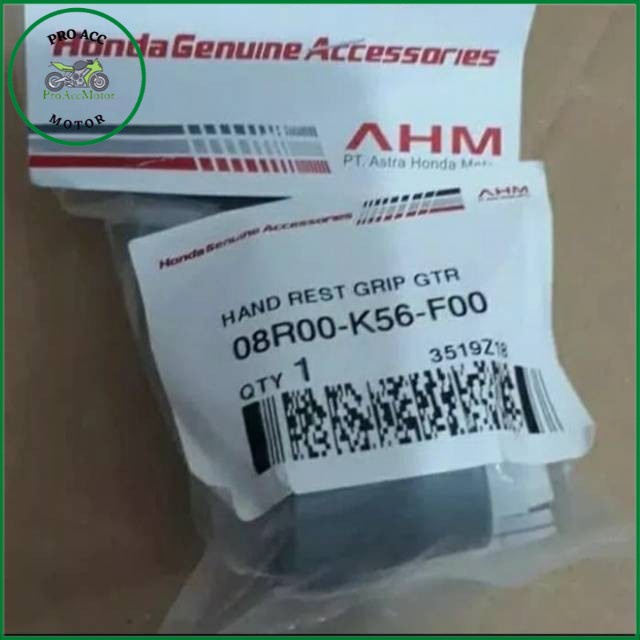 PRO ACC
ProAccMotor
MOTOR
Honda Genuine Accessories
AHM
PT. Astra Honda
Honda Genuine Accessories
AHM
HAND REST GRIP GTR
08R00-K56-F00
QTY 1
3519Z18